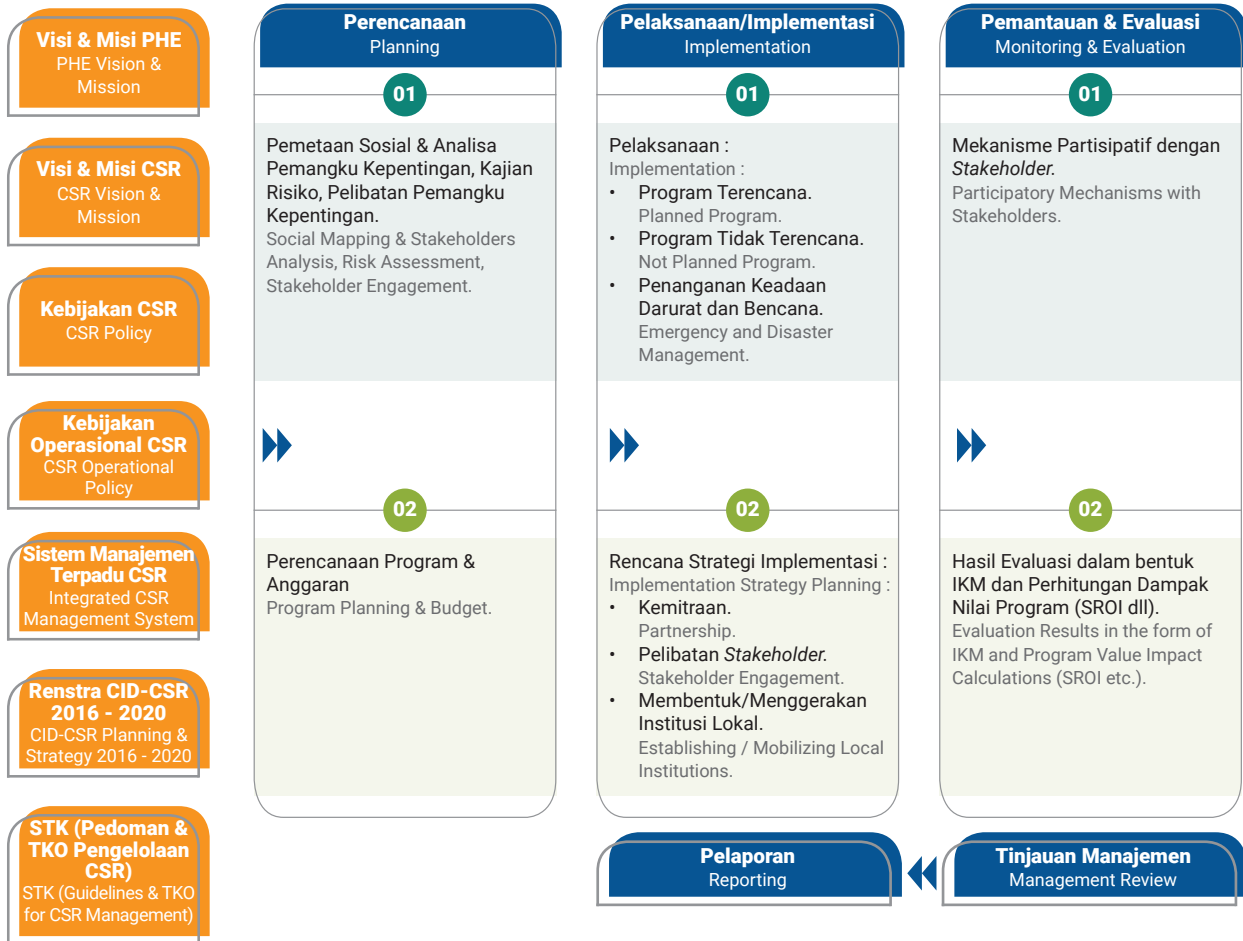 Visi & Misi PHE
PHE Vision &
Mission
Visi & Misi CSR
CSR Vision &
Mission
Kebijakan CSR
CSR Policy
Kebijakan
Operasional CSR
CSR Operational
Policy
Sistem Manajemen
Terpadu CSR
Integrated CSR
Management System
Renstra CID-CSR
2016 - 2020
CID-CSR Planning &
Strategy 2016 - 2020
STK (Pedoman &
TKO Pengelolaan
CSR)
STK (Guidelines & TKO
for CSR Management)
Perencanaan
Planning
01
Pemetaan Sosial & Analisa
Pemangku Kepentingan, Kajian
Risiko, Pelibatan Pemangku
Kepentingan.
Social Mapping & Stakeholders
Analysis, Risk Assessment,
Stakeholder Engagement.
02
Perencanaan Program &
Anggaran
Program Planning & Budget.
Pelaksanaan/Implementasi
Implementation
01
Pelaksanaan :
Implementation :
• Program Terencana.
Planned Program.
• Program Tidak Terencana.
Not Planned Program.
• Penanganan Keadaan
Darurat dan Bencana.
Emergency and Disaster
Management.
02
Rencana Strategi Implementasi :
Implementation Strategy Planning :
• Kemitraan.
Partnership.
• Pelibatan Stakeholder.
Stakeholder Engagement.
• Membentuk/Menggerakan
Institusi Lokal.
Establishing / Mobilizing Local
Institutions.
Pemantauan & Evaluasi
Monitoring & Evaluation
01
Mekanisme Partisipatif dengan
Stakeholder.
Participatory Mechanisms with
Stakeholders.
02
Hasil Evaluasi dalam bentuk
IKM dan Perhitungan Dampak
Nilai Program (SROI dll).
Evaluation Results in the form of
IKM and Program Value Impact
Calculations (SROI etc.).
Tinjauan Manajemen
Management Review
Pelaporan
Reporting